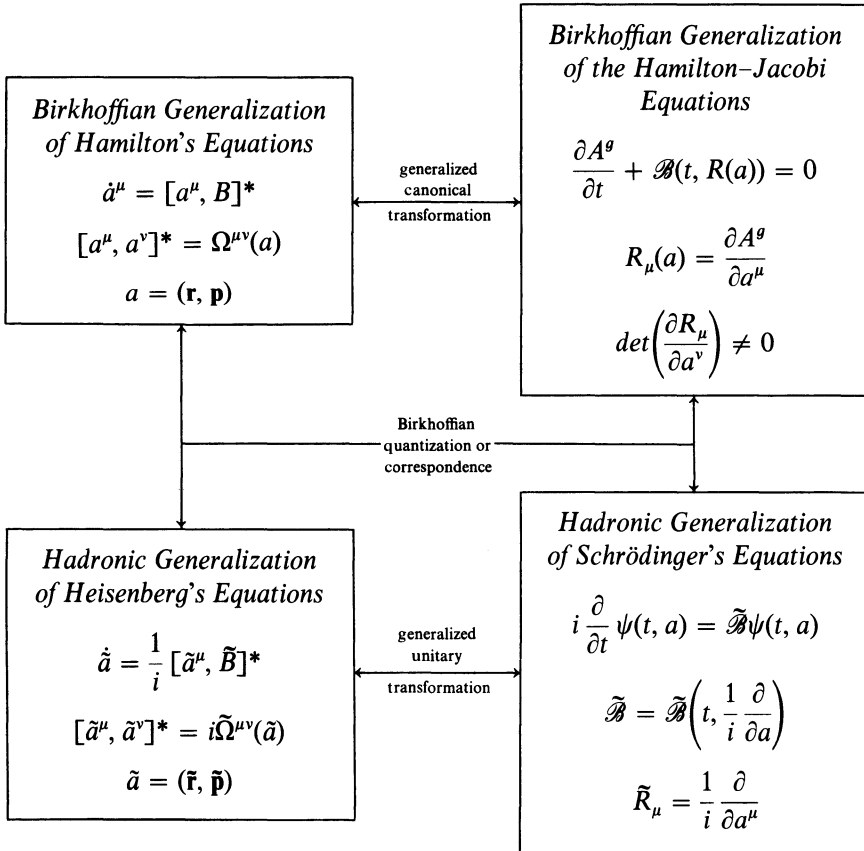 Birkhoffian Generalization
of Hamilton's Equations
ȧ^μ = [a^μ, B]*
[a^μ, a^ν]* = Ω^{μν}(a)
a = (r, p)
generalized
canonical
transformation
Birkhoffian Generalization
of the Hamilton–Jacobi
Equations
∂A^g/∂t + ℬ(t, R(a)) = 0
R_μ(a) = ∂A^g/∂a^μ
det(∂R_μ/∂a^ν) ≠ 0
Birkhoffian
quantization or
correspondence
Hadronic Generalization
of Heisenberg's Equations
ã̇ = 1/i [ã^μ, B̃]*
[ã^μ, ã^ν]* = iΩ̃^{μν}(ã)
ã = (r̃, p̃)
generalized
unitary
transformation
Hadronic Generalization
of Schrödinger's Equations
i ∂/∂t ψ(t, a) = ℬ̃ψ(t, a)
ℬ̃ = ℬ̃(t, 1/i ∂/∂a)
R̃_μ = 1/i ∂/∂a^μ